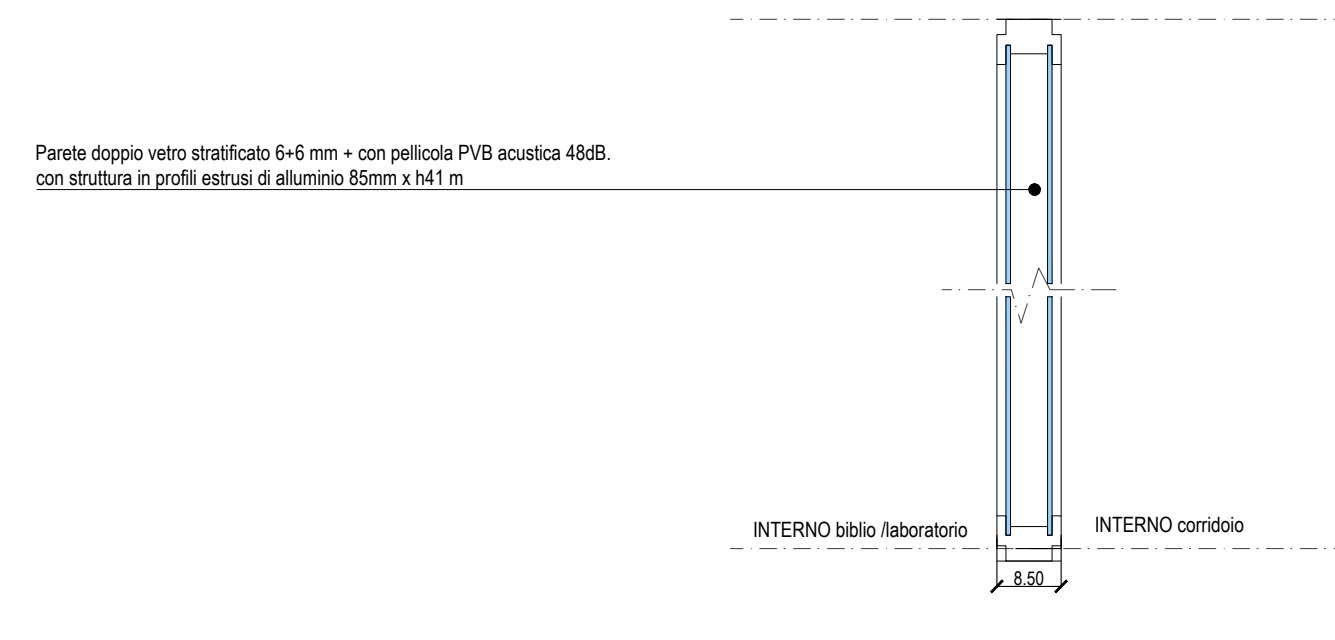 Parete doppio vetro stratificato 6+6 mm + con pellicola PVB acustica 48dB.
con struttura in profili estrusi di alluminio 85mm x h41 m
INTERNO biblio /laboratorio
INTERNO corridoio
8.50